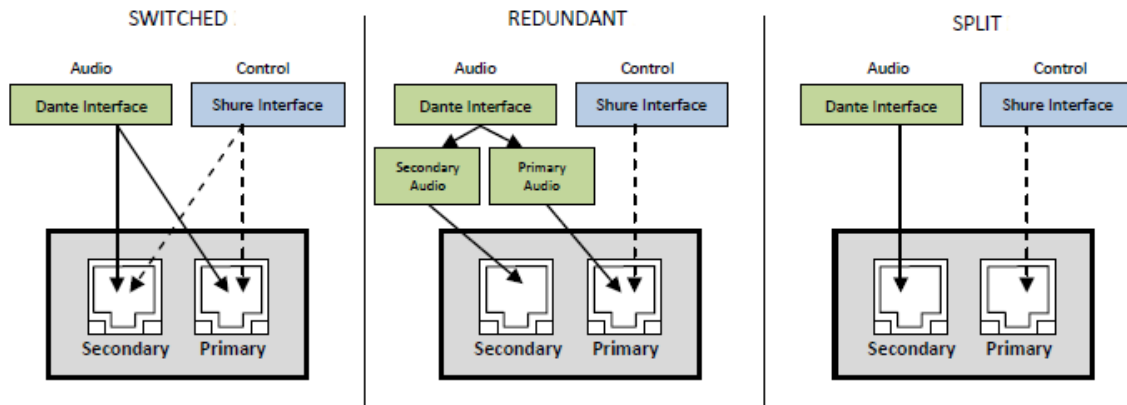 SWITCHED
Audio
Control
Dante Interface
Shure Interface
Secondary
Primary
REDUNDANT
Audio
Control
Dante Interface
Shure Interface
Secondary
Audio
Primary
Audio
Secondary
Primary
SPLIT
Audio
Control
Dante Interface
Shure Interface
Secondary
Primary